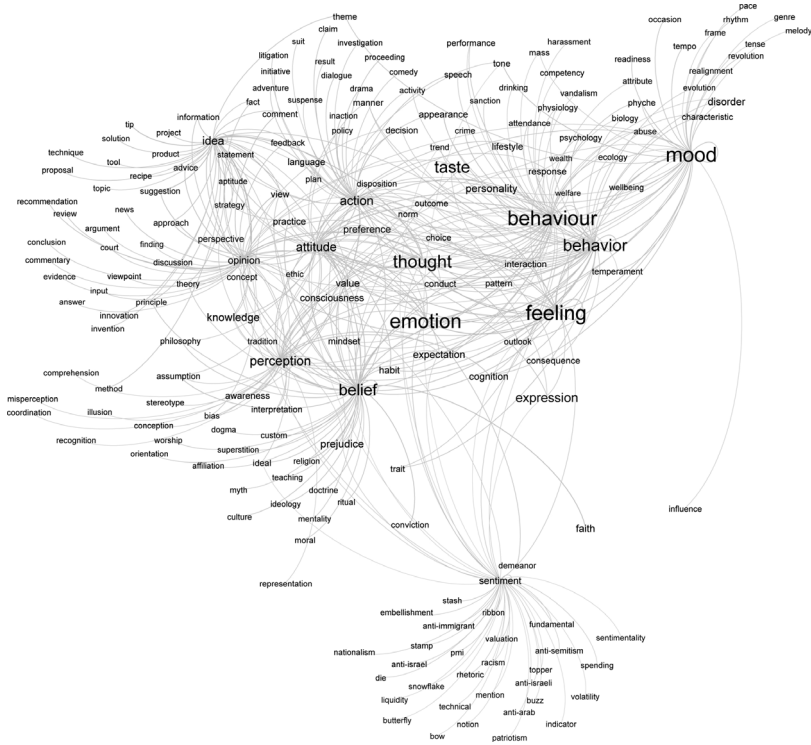 pace
theme
occasion
rhythm
genre
claim
frame
melody
suit
investigation
performance
harassment
tempo
tense
litigation
result
proceeding
tone
mass
readiness
revolution
initiative
dialogue
comedy
speech
competency
realignment
adventure
drama
activity
drinking
vandalism
attribute
evolution
fact
suspense
manner
sanction
physiology
phyche
disorder
information
comment
inaction
appearance
attendance
biology
characteristic
tip
project
policy
decision
crime
psychology
abuse
solution
idea
feedback
trend
lifestyle
technique
product
statement
language
taste
wealth
ecology
mood
tool
advice
response
proposal
recipe
aptitude
plan
disposition
personality
topic
suggestion
view
welfare
wellbeing
recommendation
strategy
action
outcome
review
news
approach
practice
norm
behaviour
argument
preference
conclusion
court
finding
perspective
attitude
choice
behavior
commentary
discussion
opinion
thought
interaction
evidence
viewpoint
concept
ethic
value
conduct
pattern
temperament
input
theory
answer
principle
consciousness
innovation
knowledge
emotion
feeling
invention
philosophy
tradition
mindset
outlook
perception
expectation
consequence
comprehension
assumption
habit
cognition
method
belief
misperception
stereotype
awareness
expression
coordination
illusion
bias
interpretation
conception
dogma
custom
recognition
worship
superstition
prejudice
orientation
affiliation
ideal
religion
trait
teaching
myth
doctrine
ideology
ritual
influence
culture
mentality
conviction
faith
moral
representation
demeanor
sentiment
stash
embellishment
ribbon
anti-immigrant
fundamental
sentimentality
stamp
valuation
nationalism
pmi
anti-semitism
anti-israel
racism
topper
spending
die
rhetoric
snowflake
anti-israeli
liquidity
mention
buzz
volatility
technical
butterfly
anti-arab
notion
indicator
bow
patriotism